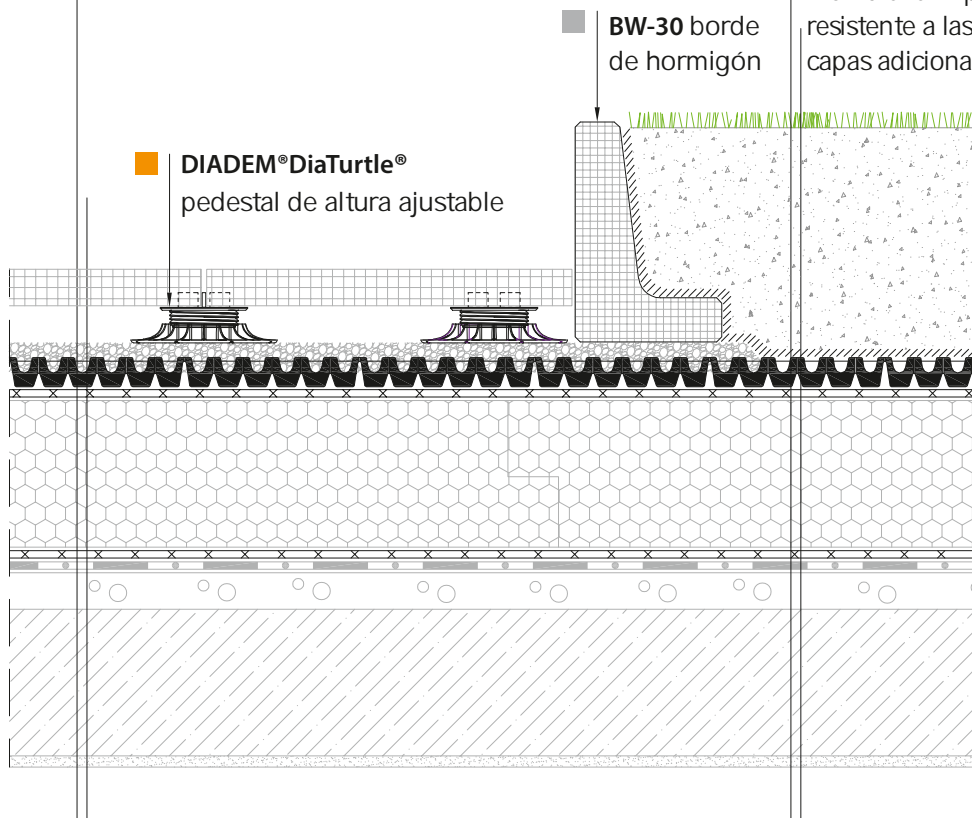 BW-30 borde
de hormigón
resistente a las
capas adiciona
DIADEM®DiaTurtle®
pedestal de altura ajustable